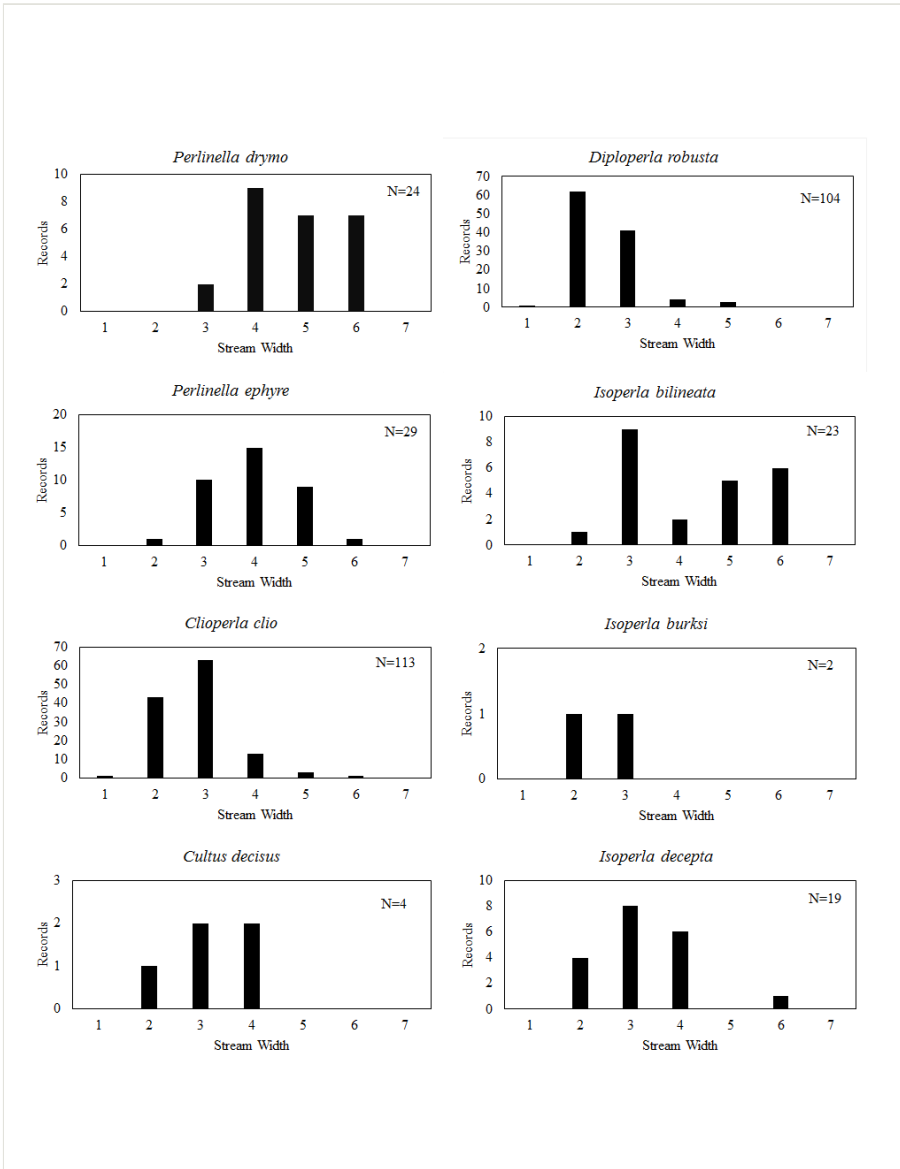 Perlinella drymo
N=24
10
8
6
4
2
0
Records
1 2 3 4 5 6 7
Stream Width
Diploperla robusta
N=104
70
60
50
40
30
20
10
0
Records
1 2 3 4 5 6 7
Stream Width
Perlinella ephyre
N=29
20
15
10
5
0
Records
1 2 3 4 5 6 7
Stream Width
Isoperla bilineata
N=23
10
8
6
4
2
0
Records
1 2 3 4 5 6 7
Stream Width
Clioperla clio
N=113
70
60
50
40
30
20
10
0
Records
1 2 3 4 5 6 7
Stream Width
Isoperla burksi
N=2
2
1
0
Records
1 2 3 4 5 6 7
Stream Width
Cultus decisus
N=4
3
2
1
0
Records
1 2 3 4 5 6 7
Stream Width
Isoperla decepta
N=19
10
8
6
4
2
0
Records
1 2 3 4 5 6 7
Stream Width